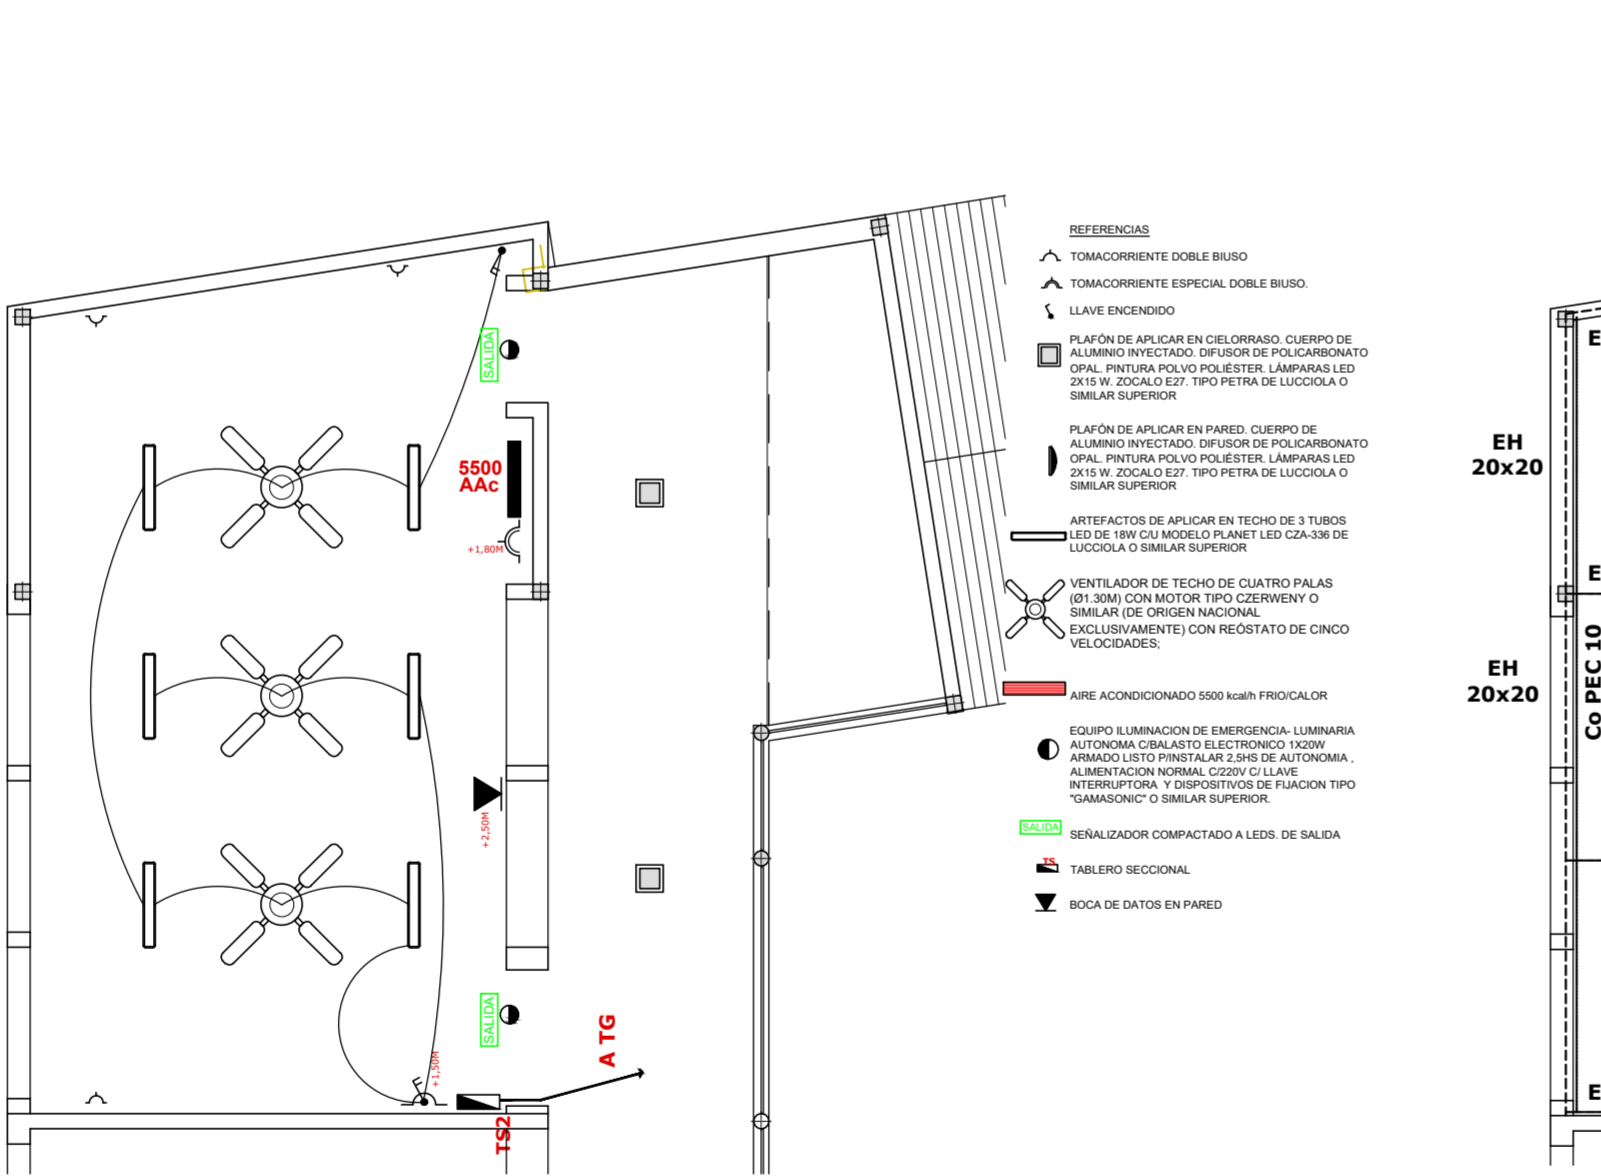 SALIDA
5500
AAc
+1,80M
+2,50M
SALIDA
+1,50M
A TG
TS2
REFERENCIAS
TOMACORRIENTE DOBLE BIUSO
TOMACORRIENTE ESPECIAL DOBLE BIUSO.
LLAVE ENCENDIDO
PLAFÓN DE APLICAR EN CIELORRASO. CUERPO DE
ALUMINIO INYECTADO. DIFUSOR DE POLICARBONATO
OPAL. PINTURA POLVO POLIÉSTER. LÁMPARAS LED
2X15 W. ZOCALO E27. TIPO PETRA DE LUCCIOLA O
SIMILAR SUPERIOR
PLAFÓN DE APLICAR EN PARED. CUERPO DE
ALUMINIO INYECTADO. DIFUSOR DE POLICARBONATO
OPAL. PINTURA POLVO POLIÉSTER. LÁMPARAS LED
2X15 W. ZOCALO E27. TIPO PETRA DE LUCCIOLA O
SIMILAR SUPERIOR
ARTEFACTOS DE APLICAR EN TECHO DE 3 TUBOS
LED DE 18W C/U MODELO PLANET LED CZA-336 DE
LUCCIOLA O SIMILAR SUPERIOR
VENTILADOR DE TECHO DE CUATRO PALAS
(Ø1.30M) CON MOTOR TIPO CZERWENY O
SIMILAR (DE ORIGEN NACIONAL
EXCLUSIVAMENTE) CON REÓSTATO DE CINCO
VELOCIDADES;
AIRE ACONDICIONADO 5500 kcal/h FRIO/CALOR
EQUIPO ILUMINACION DE EMERGENCIA- LUMINARIA
AUTONOMA C/BALASTO ELECTRONICO 1X20W
ARMADO LISTO P/INSTALAR 2,5HS DE AUTONOMIA ,
ALIMENTACION NORMAL C/220V C/ LLAVE
INTERRUPTORA Y DISPOSITIVOS DE FIJACION TIPO
"GAMASONIC" O SIMILAR SUPERIOR.
SALIDA
SEÑALIZADOR COMPACTADO A LEDS. DE SALIDA
TS
TABLERO SECCIONAL
BOCA DE DATOS EN PARED
EH
20x20
EH
20x20
E
E
Co PEC 10
E